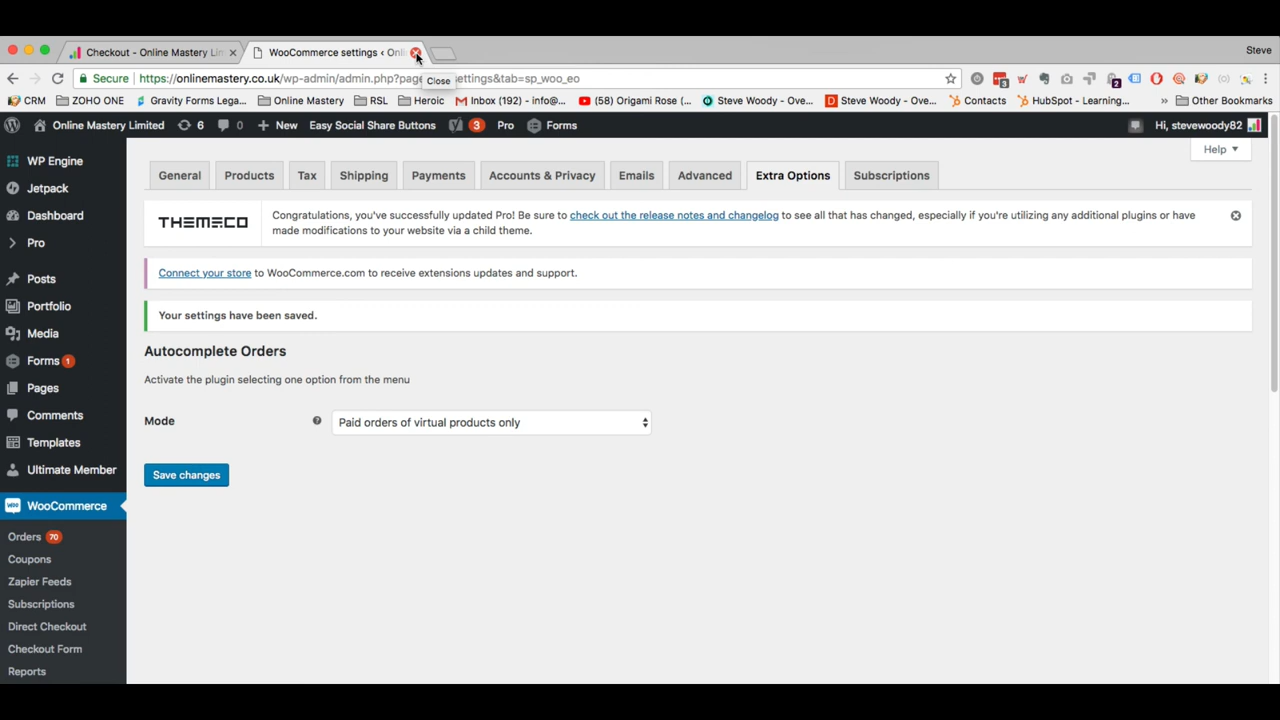 Checkout - Online Mastery Lim
WooCommerce settings ‹ Onli
Steve
Secure
https://onlinemastery.co.uk/wp-admin/admin.php?pag
settings&tab=sp_woo_eo
Close
CRM
ZOHO ONE
Gravity Forms Lega...
Online Mastery
RSL
Heroic
Inbox (192) - info@...
(58) Origami Rose (...
Steve Woody - Ove...
Steve Woody - Ove...
Contacts
HubSpot - Learning...
»
Other Bookmarks
Online Mastery Limited
6
0
New
Easy Social Share Buttons
3
Pro
Forms
Hi, stevewoody82
Help
WP Engine
Jetpack
Dashboard
Pro
Posts
Portfolio
Media
Forms 1
Pages
Comments
Templates
Ultimate Member
WooCommerce
Orders 70
Coupons
Zapier Feeds
Subscriptions
Direct Checkout
Checkout Form
Reports
General
Products
Tax
Shipping
Payments
Accounts & Privacy
Emails
Advanced
Extra Options
Subscriptions
THEMECO
Congratulations, you've successfully updated Pro! Be sure to check out the release notes and changelog to see all that has changed, especially if you're utilizing any additional plugins or have
made modifications to your website via a child theme.
Connect your store to WooCommerce.com to receive extensions updates and support.
Your settings have been saved.
Autocomplete Orders
Activate the plugin selecting one option from the menu
Mode
Paid orders of virtual products only
Save changes